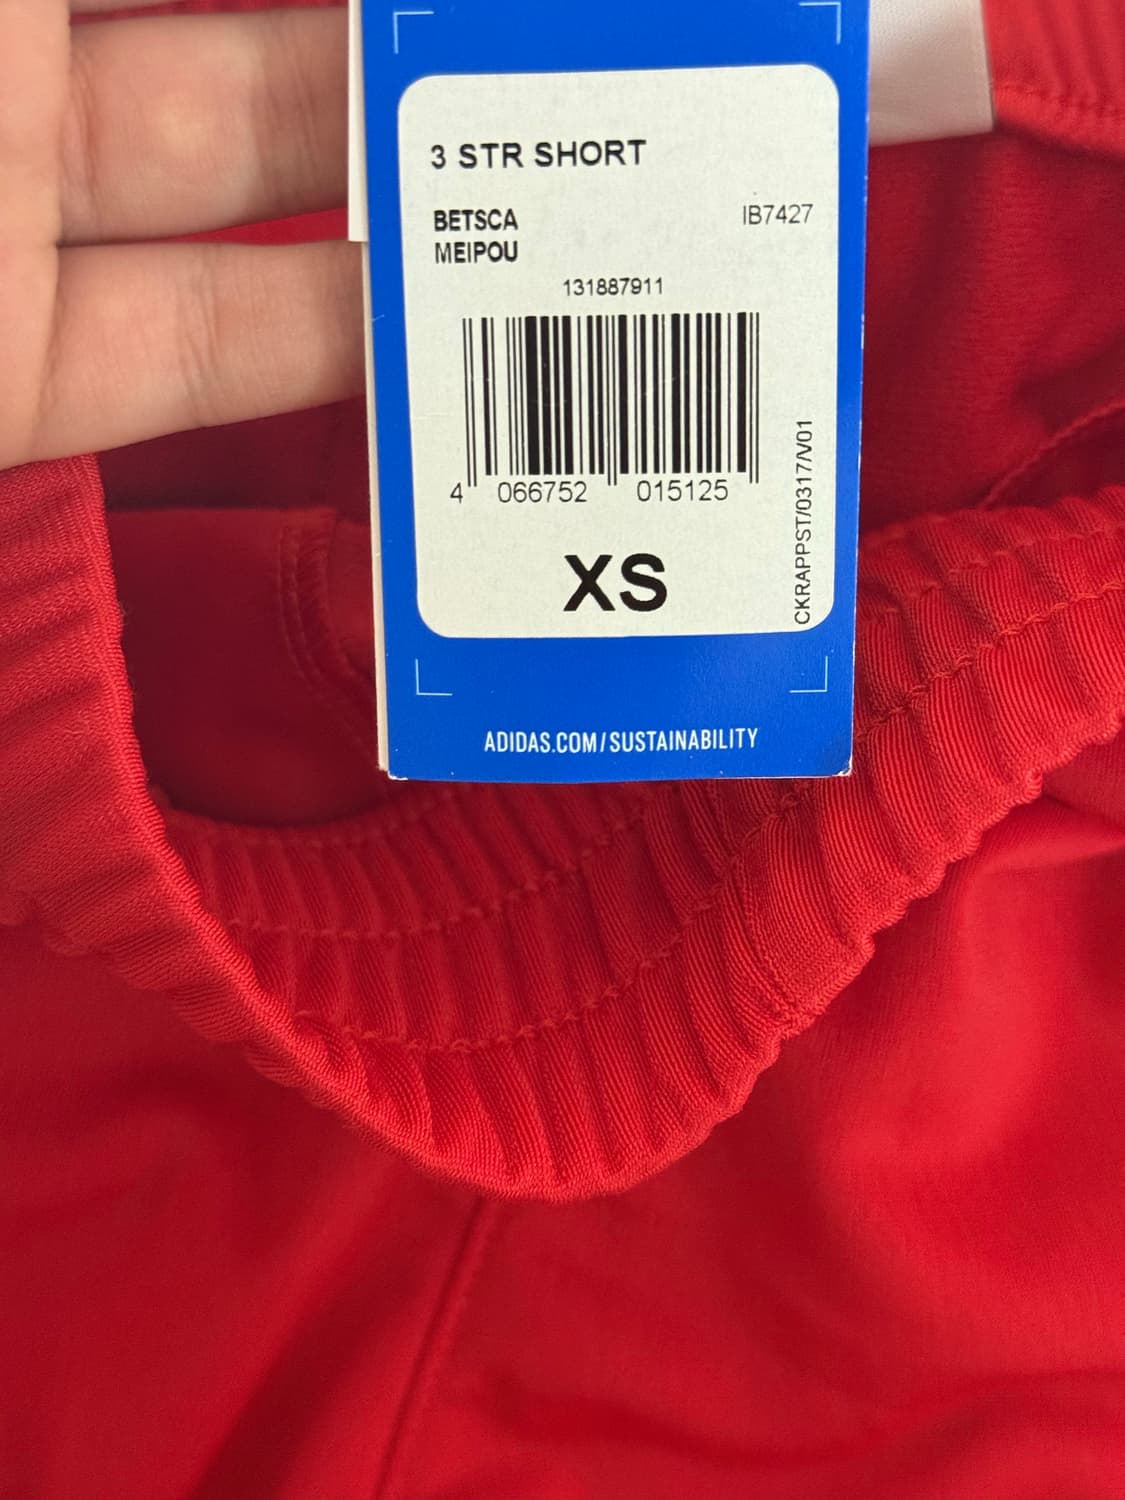 3 STR SHORT
BETSCA IB7427
MEIPOU
131887911
4 066752 015125
XS
CKRAPPST/0317/V01
ADIDAS.COM/SUSTAINABILITY